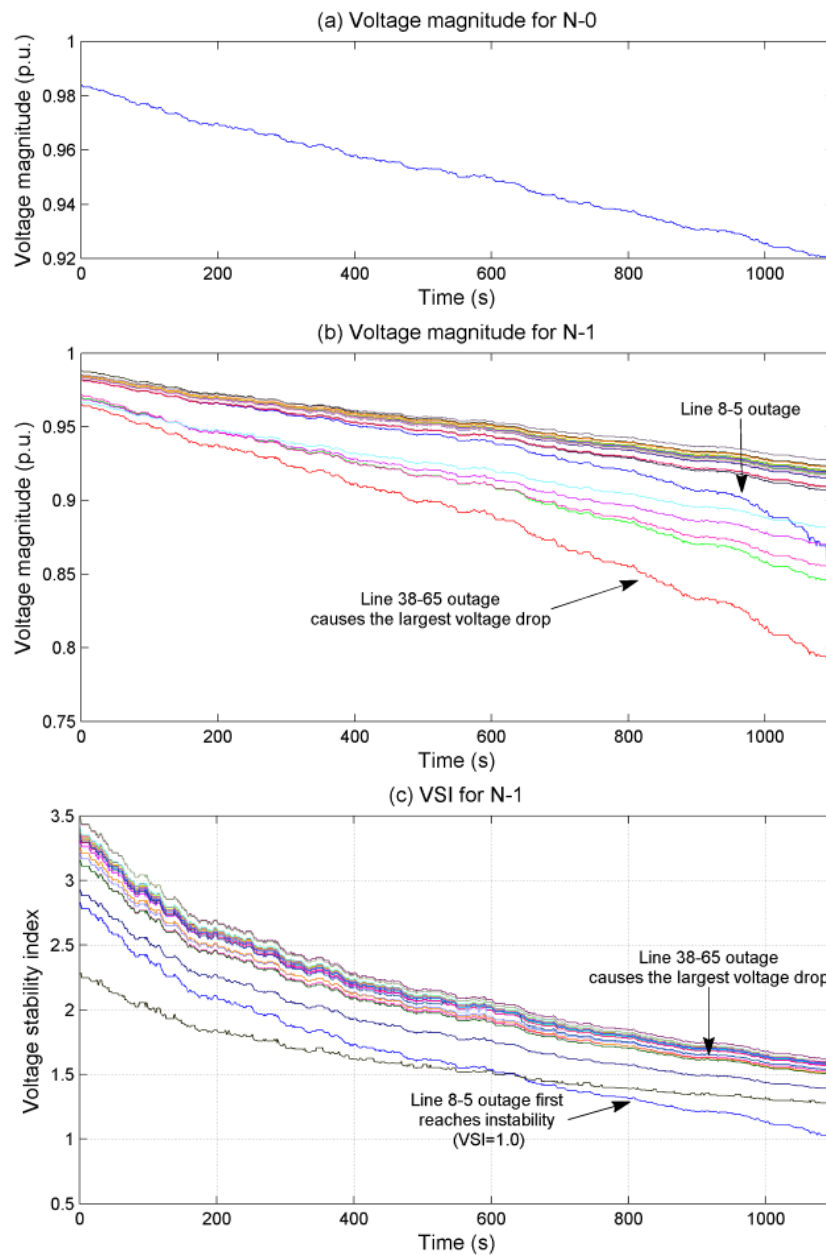 (a) Voltage magnitude for N-0
Voltage magnitude (p.u.)
1
0.98
0.96
0.94
0.92
0 200 400 600 800 1000
Time (s)
(b) Voltage magnitude for N-1
Voltage magnitude (p.u.)
1
0.95
0.9
0.85
0.8
0.75
Line 8-5 outage
Line 38-65 outage
causes the largest voltage drop
0 200 400 600 800 1000
Time (s)
(c) VSI for N-1
Voltage stability index
3.5
3
2.5
2
1.5
1
0.5
Line 38-65 outage
causes the largest voltage drop
Line 8-5 outage first
reaches instability
(VSI=1.0)
0 200 400 600 800 1000
Time (s)